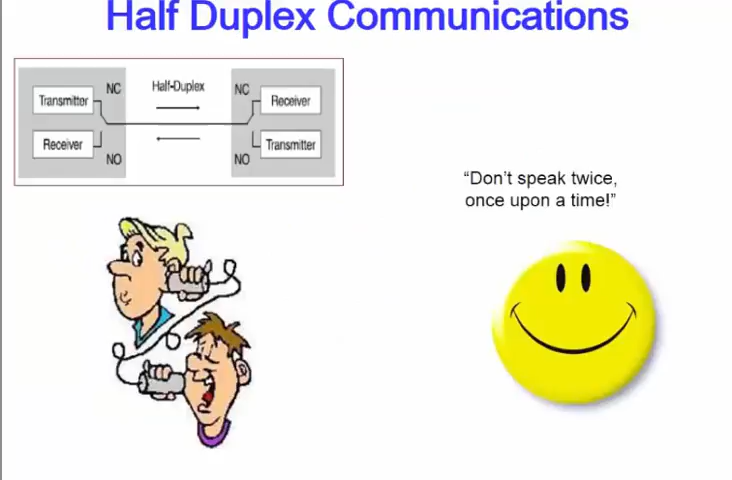 Half Duplex Communications
NC Half-Duplex NC
Transmitter Receiver
Receiver Transmitter
NO NO
“Don’t speak twice,
once upon a time!”